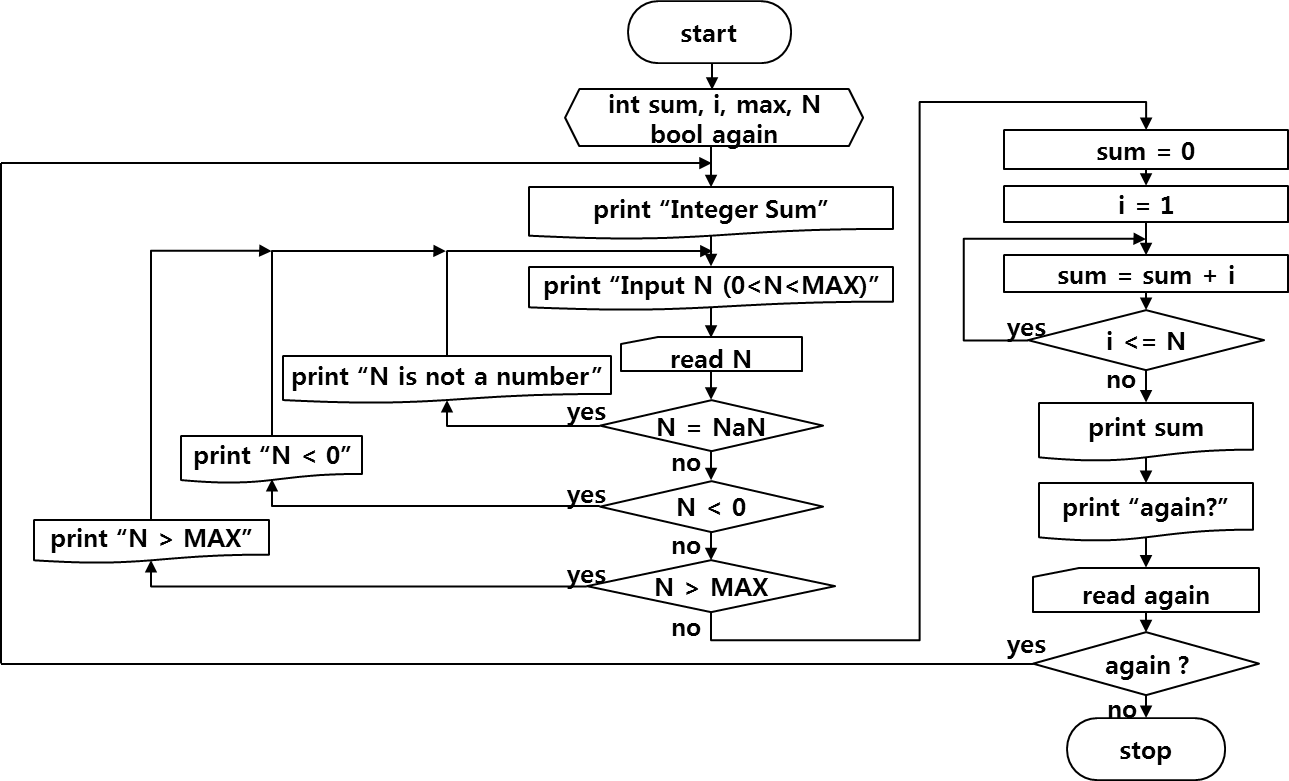 start
int sum, i, max, N
bool again
print “Integer Sum”
print “Input N (0<N<MAX)”
read N
print “N is not a number”
yes
N = NaN
no
print “N < 0”
yes
N < 0
no
print “N > MAX”
yes
N > MAX
no
sum = 0
i = 1
sum = sum + i
yes
i <= N
no
print sum
print “again?”
read again
yes
again ?
no
stop